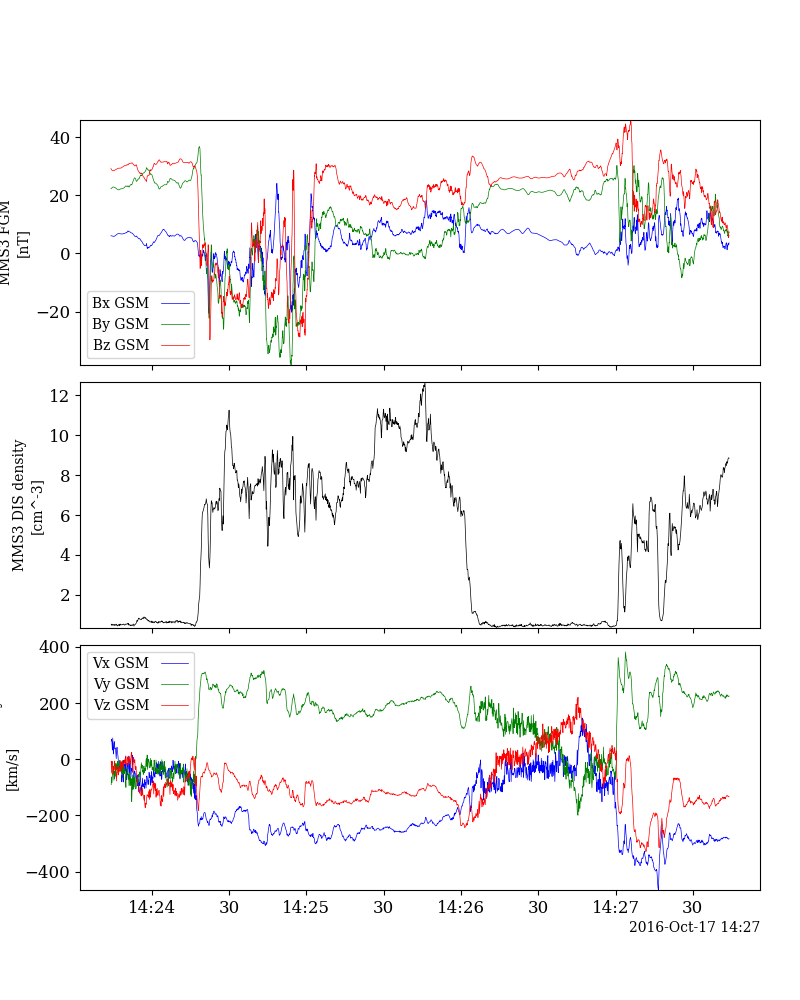 40
20
0
−20
MMS3 FGM
[nT]
Bx GSM
By GSM
Bz GSM
12
10
8
6
4
2
MMS3 DIS density
[cm^-3]
400
200
0
−200
−400
[km/s]
Vx GSM
Vy GSM
Vz GSM
14:24 30 14:25 30 14:26 30 14:27 30
2016-Oct-17 14:27